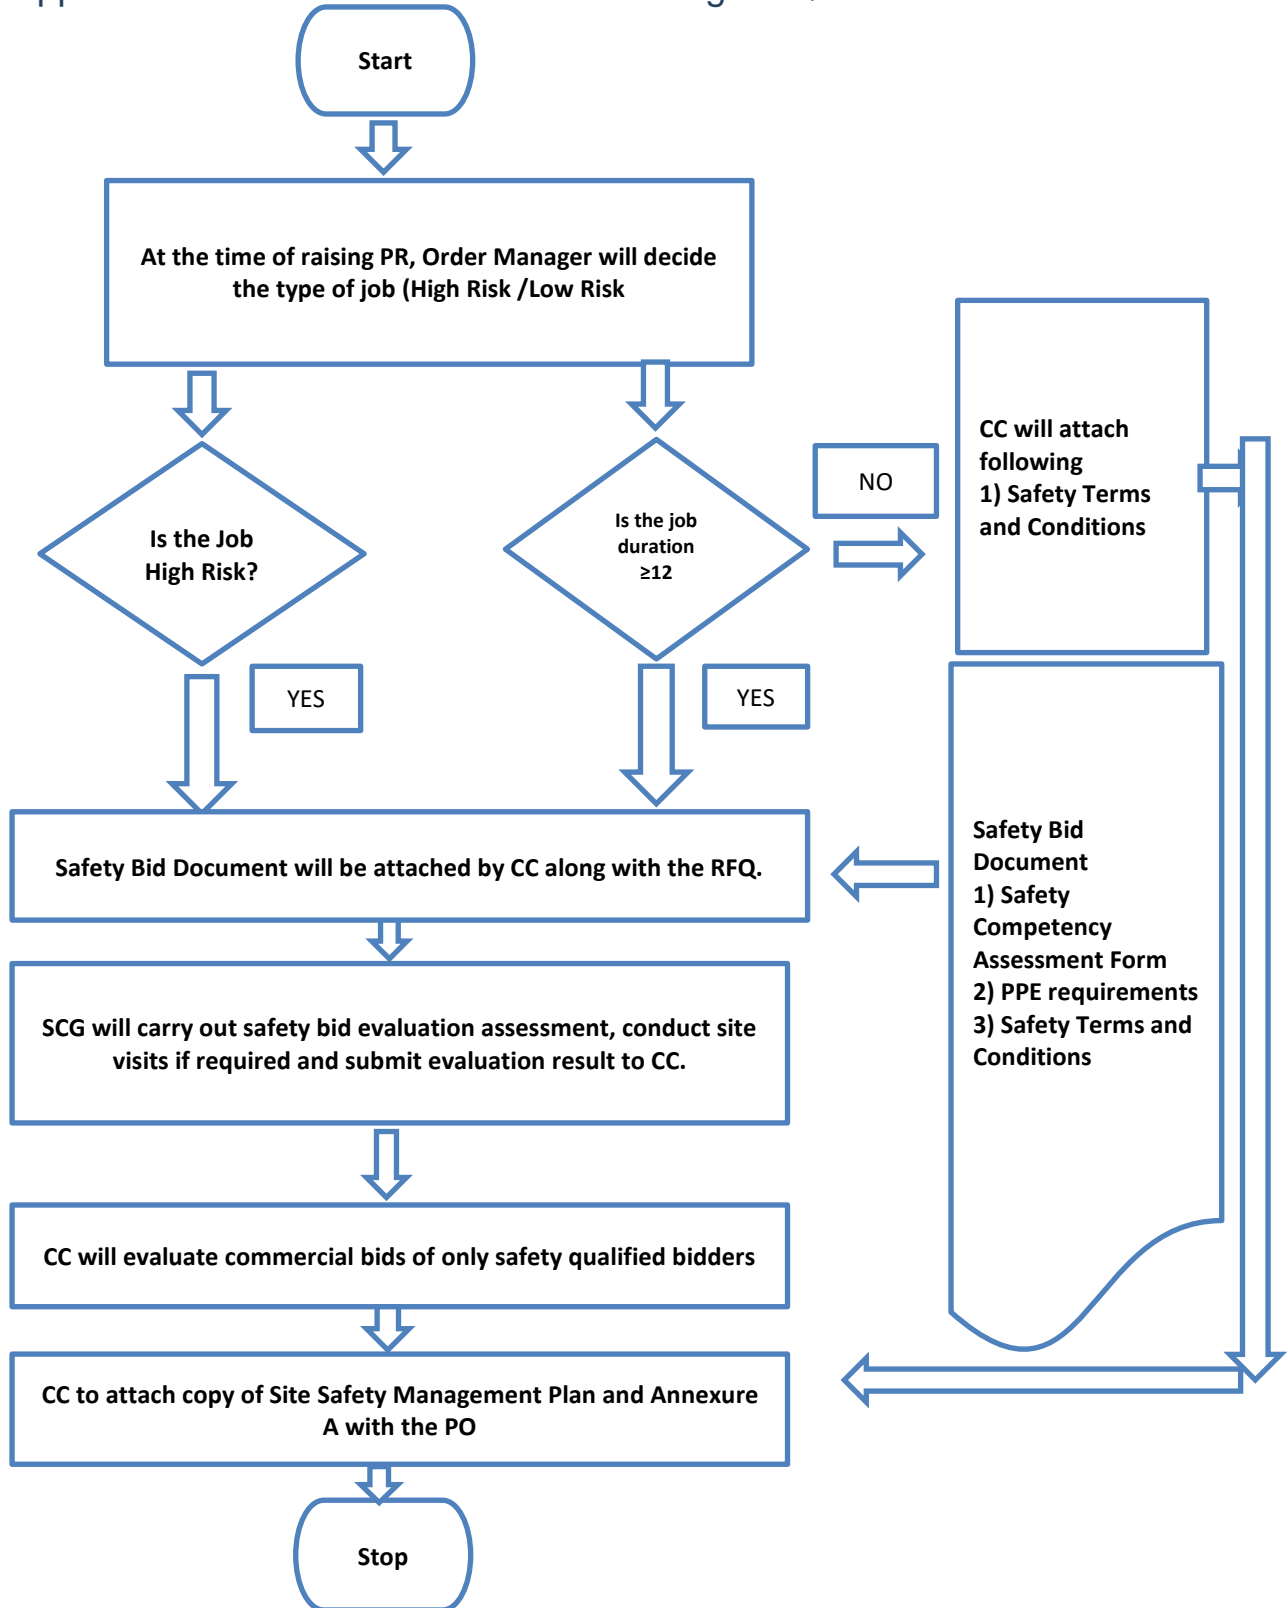 Start
At the time of raising PR, Order Manager will decide
the type of job (High Risk /Low Risk
Is the Job
High Risk?
Is the job
duration
≥12
NO
CC will attach
following
1) Safety Terms
and Conditions
YES
YES
Safety Bid Document will be attached by CC along with the RFQ.
Safety Bid
Document
1) Safety
Competency
Assessment Form
2) PPE requirements
3) Safety Terms and
Conditions
SCG will carry out safety bid evaluation assessment, conduct site
visits if required and submit evaluation result to CC.
CC will evaluate commercial bids of only safety qualified bidders
CC to attach copy of Site Safety Management Plan and Annexure
A with the PO
Stop